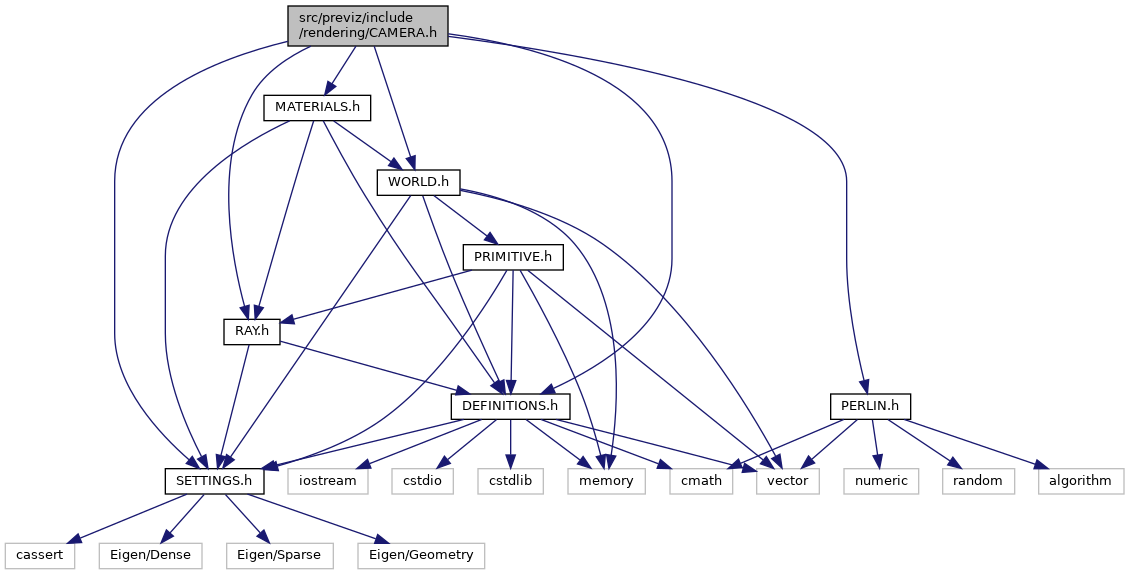 src/previz/include
/rendering/CAMERA.h
MATERIALS.h
WORLD.h
PRIMITIVE.h
RAY.h
DEFINITIONS.h
PERLIN.h
SETTINGS.h
iostream
cstdio
cstdlib
memory
cmath
vector
numeric
random
algorithm
cassert
Eigen/Dense
Eigen/Sparse
Eigen/Geometry